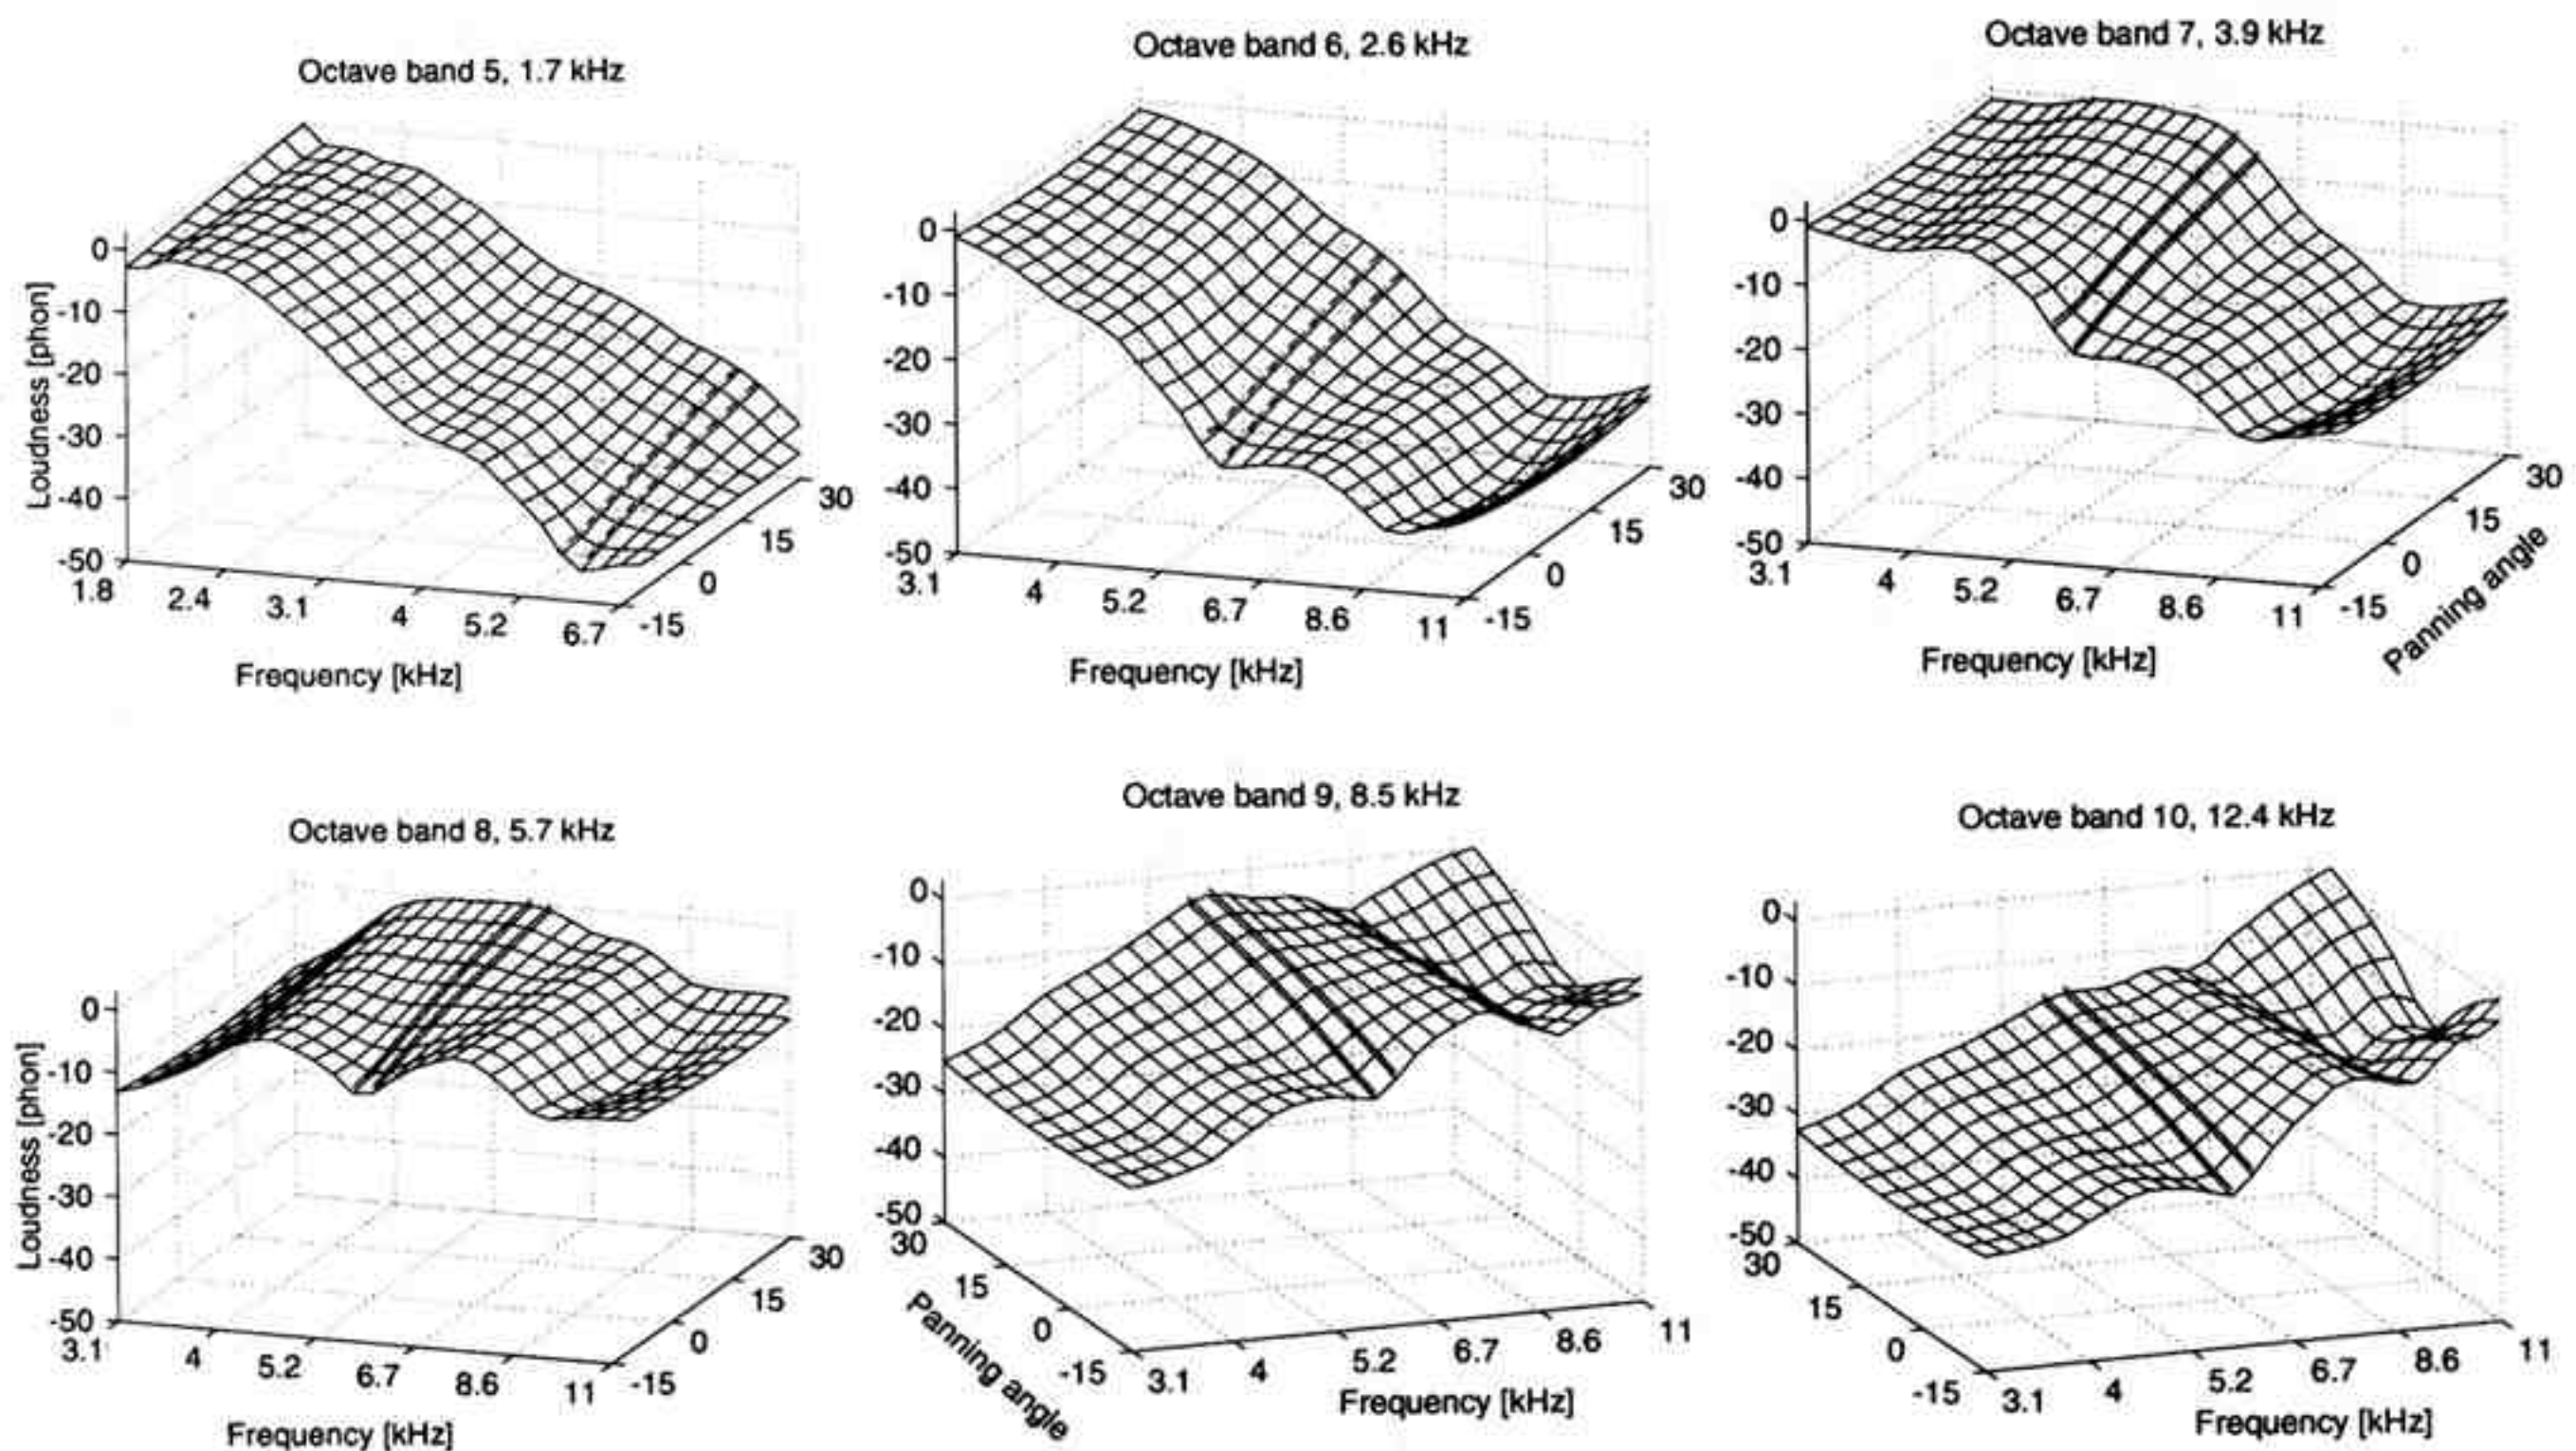 Octave band 5, 1.7 kHz
Loudness [phon]
0
-10
-20
-30
-40
-50
1.8 2.4 3.1 4 5.2 6.7
-15 0 15 30
Frequency [kHz]
Octave band 6, 2.6 kHz
0
-10
-20
-30
-40
-50
3.1 4 5.2 6.7 8.6 11
-15 0 15 30
Frequency [kHz]
Octave band 7, 3.9 kHz
0
-10
-20
-30
-40
-50
3.1 4 5.2 6.7 8.6 11
-15 0 15 30
Frequency [kHz]
Panning angle
Octave band 8, 5.7 kHz
Loudness [phon]
0
-10
-20
-30
-40
-50
3.1 4 5.2 6.7 8.6 11
-15 0 15 30
Frequency [kHz]
Octave band 9, 8.5 kHz
0
-10
-20
-30
-40
-50
30 15 0 -15
Panning angle
3.1 4 5.2 6.7 8.6 11
Frequency [kHz]
Octave band 10, 12.4 kHz
0
-10
-20
-30
-40
-50
30 15 0 -15
3.1 4 5.2 6.7 8.6 11
Frequency [kHz]